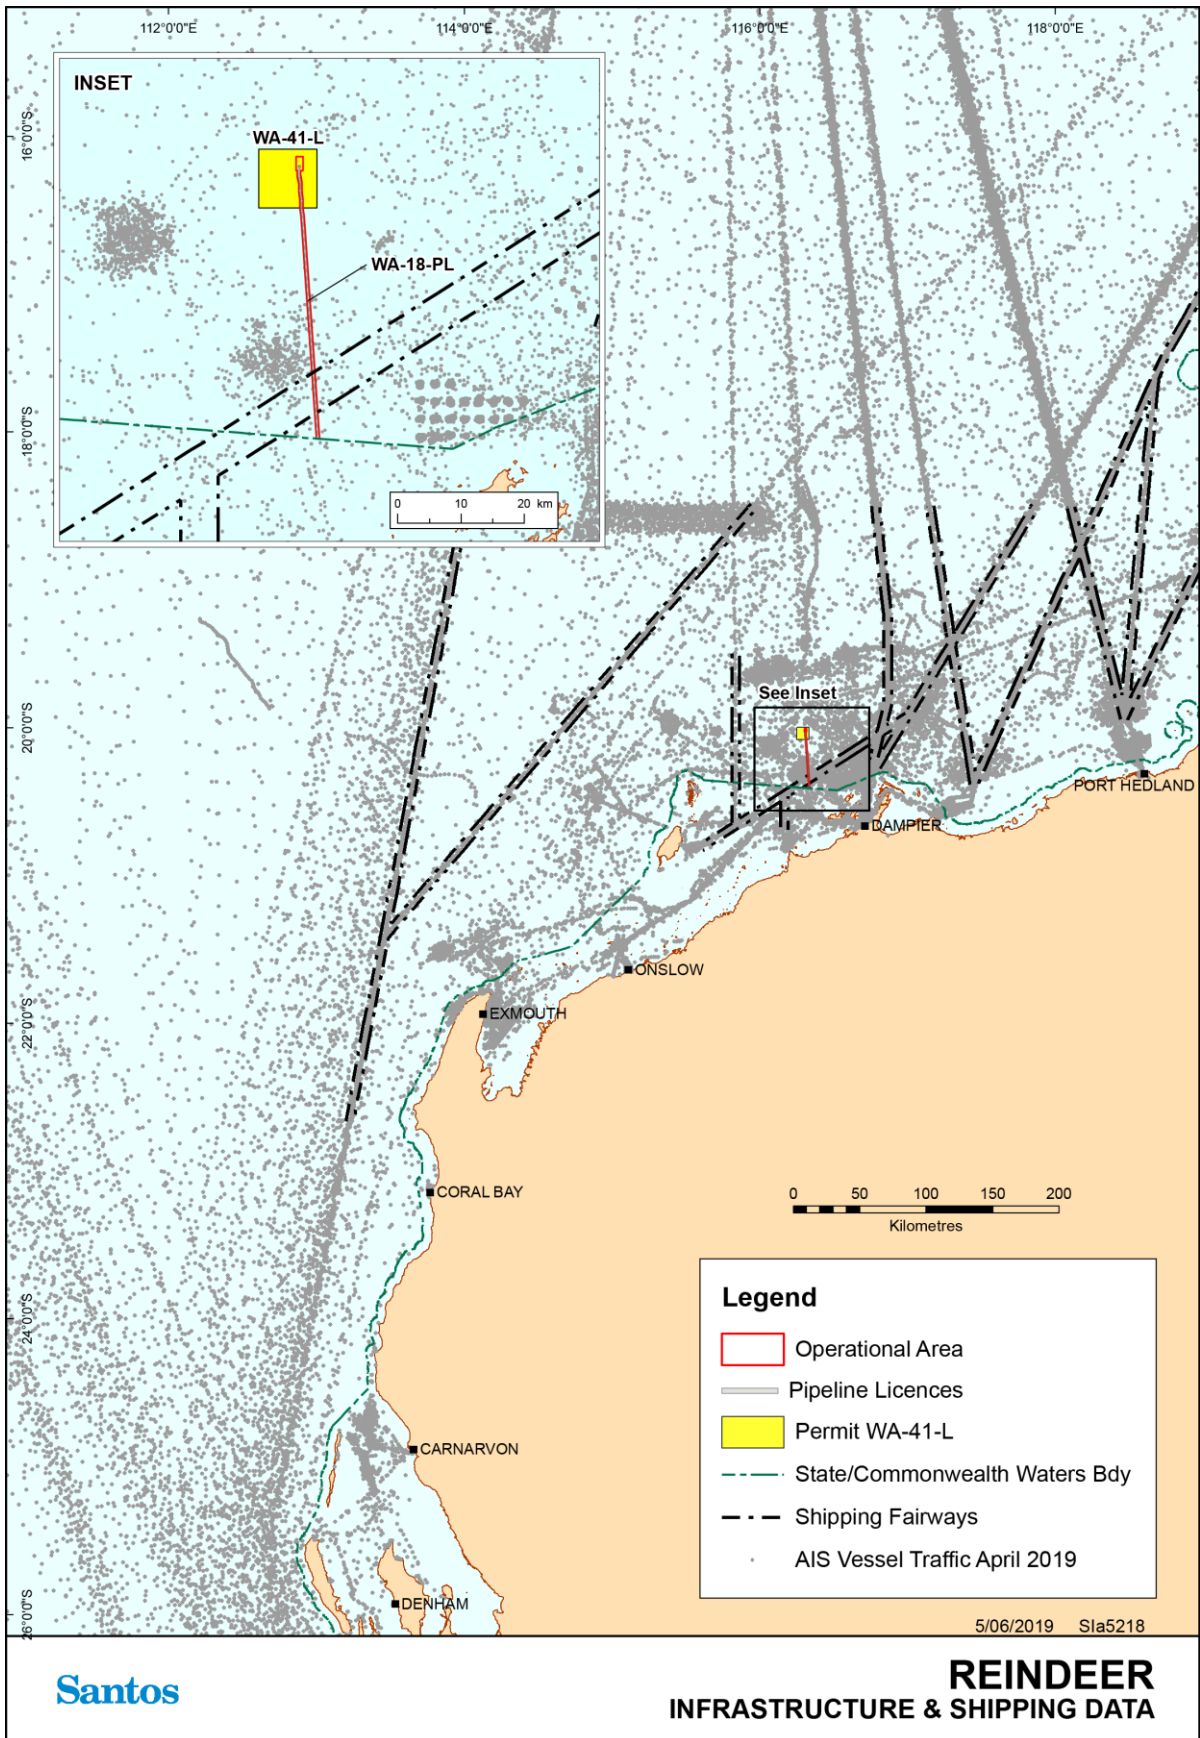 112°0'0"E
114°0'0"E
116°0'0"E
118°0'0"E
16°0'0"S
18°0'0"S
20°0'0"S
22°0'0"S
24°0'0"S
26°0'0"S
INSET
WA-41-L
WA-18-PL
0 10 20 km
See Inset
PORT HEDLAND
DAMPIER
ONSLOW
EXMOUTH
CORAL BAY
CARNARVON
DENHAM
0 50 100 150 200
Kilometres
Legend
Operational Area
Pipeline Licences
Permit WA-41-L
State/Commonwealth Waters Bdy
Shipping Fairways
AIS Vessel Traffic April 2019
5/06/2019 SIa5218
Santos
REINDEER
INFRASTRUCTURE & SHIPPING DATA